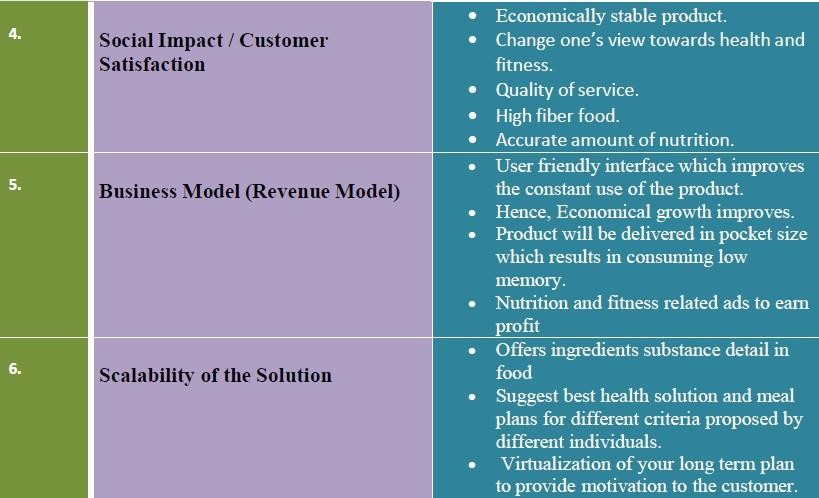 4.
Social Impact / Customer
Satisfaction
• Economically stable product.
• Change one’s view towards health and
fitness.
• Quality of service.
• High fiber food.
• Accurate amount of nutrition.
5.
Business Model (Revenue Model)
• User friendly interface which improves
the constant use of the product.
• Hence, Economical growth improves.
• Product will be delivered in pocket size
which results in consuming low
memory.
• Nutrition and fitness related ads to earn
profit
6.
Scalability of the Solution
• Offers ingredients substance detail in
food
• Suggest best health solution and meal
plans for different criteria proposed by
different individuals.
• Virtualization of your long term plan
to provide motivation to the customer.